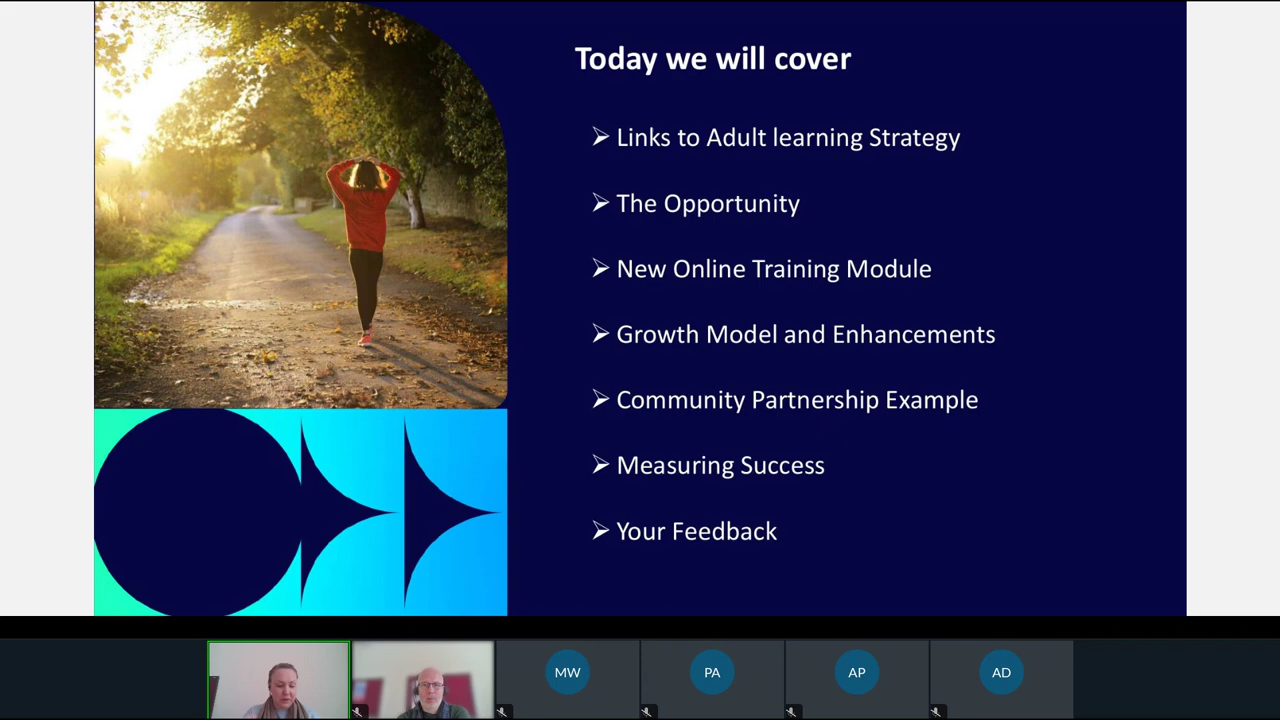 Today we will cover
➢ Links to Adult learning Strategy
➢ The Opportunity
➢ New Online Training Module
➢ Growth Model and Enhancements
➢ Community Partnership Example
➢ Measuring Success
➢ Your Feedback
MW
PA
AP
AD